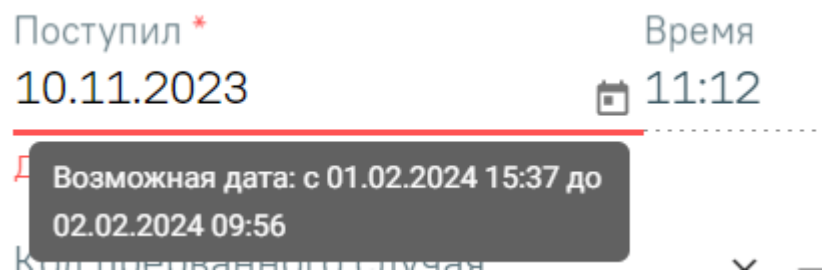 Поступил *
Время
10.11.2023
11:12
Возможная дата: с 01.02.2024 15:37 до
02.02.2024 09:56